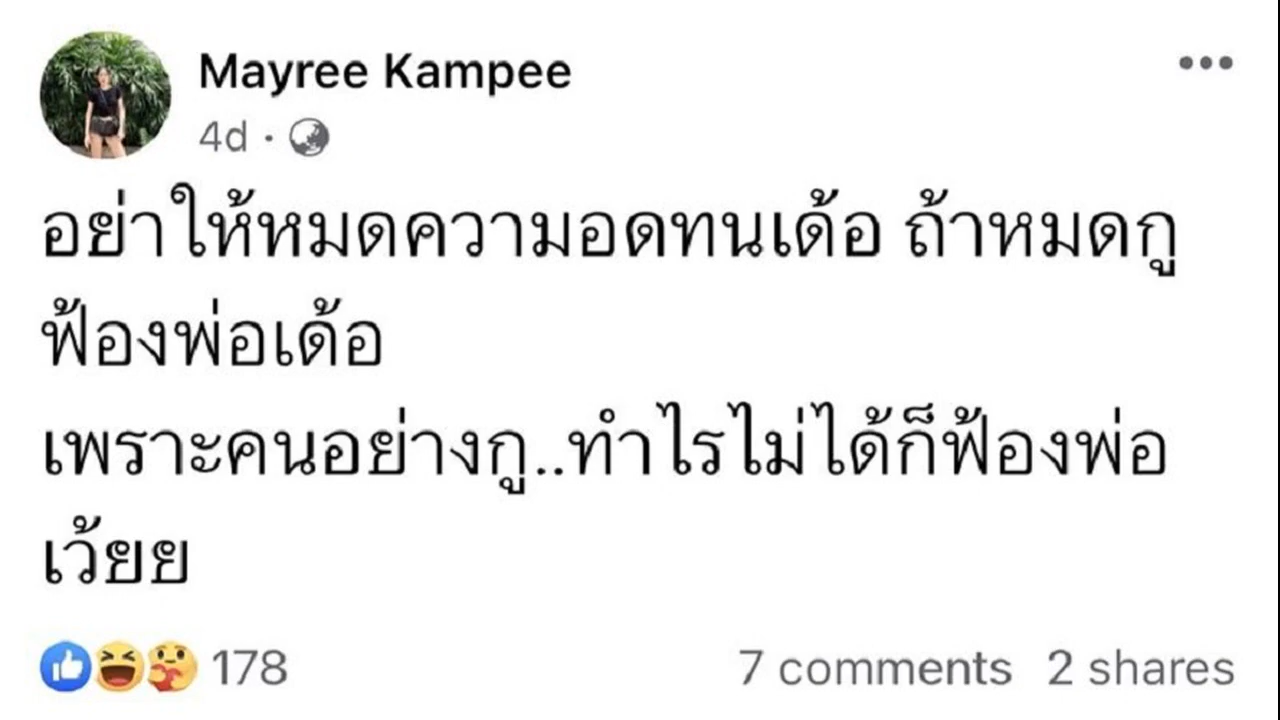 Mayree Kampee
4d ·
อย่าให้หมดความอดทนเด้อ ถ้าหมดกู
ฟ้องพ่อเด้อ
เพราะคนอย่างกู..ทำไรไม่ได้ก็ฟ้องพ่อ
เว้ยย
178 7 comments 2 shares